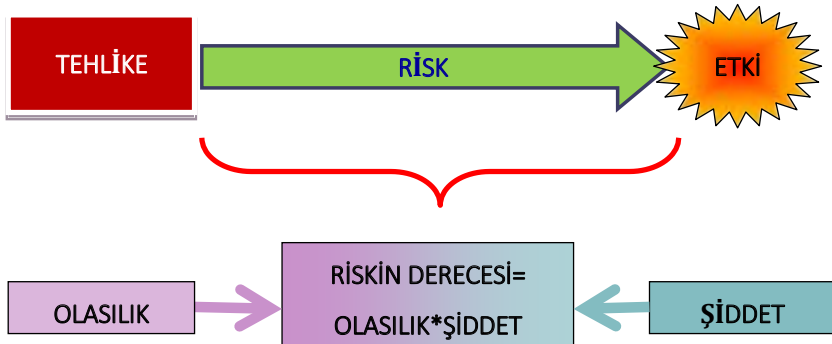 TEHLİKE
RİSK
ETKİ
RİSKİN DERECESİ=
OLASILIK*ŞİDDET
OLASILIK
ŞİDDET